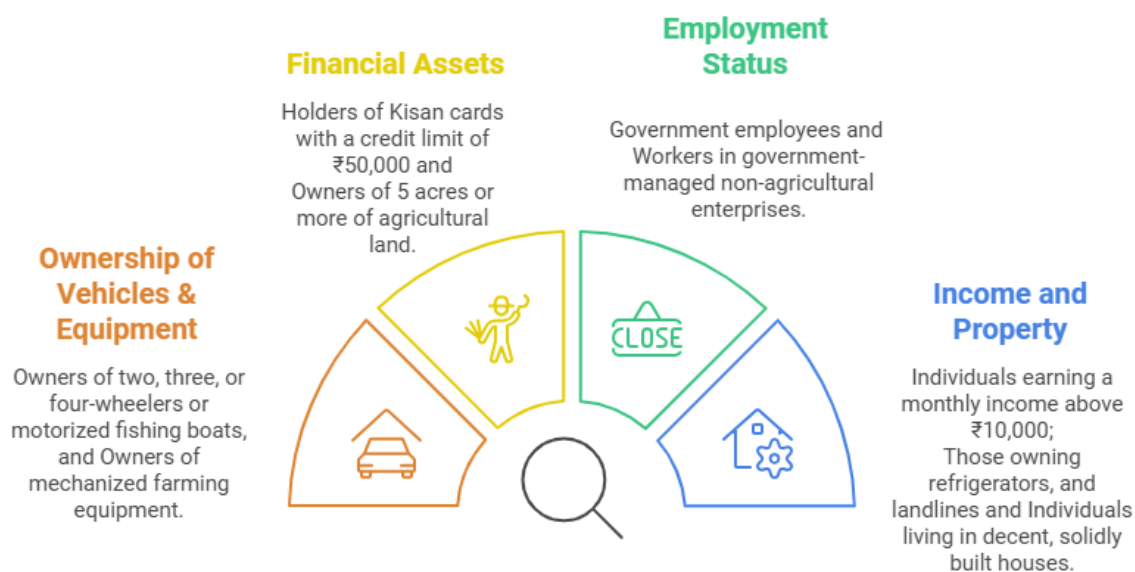 Ownership of
Vehicles &
Equipment
Owners of two, three, or
four-wheelers or
motorized fishing boats,
and Owners of
mechanized farming
equipment.
Financial Assets
Holders of Kisan cards
with a credit limit of
₹50,000 and
Owners of 5 acres or
more of agricultural
land.
Employment
Status
Government employees and
Workers in government-
managed non-agricultural
enterprises.
CLOSE
Income and
Property
Individuals earning a
monthly income above
₹10,000;
Those owning
refrigerators, and
landlines and Individuals
living in decent, solidly
built houses.